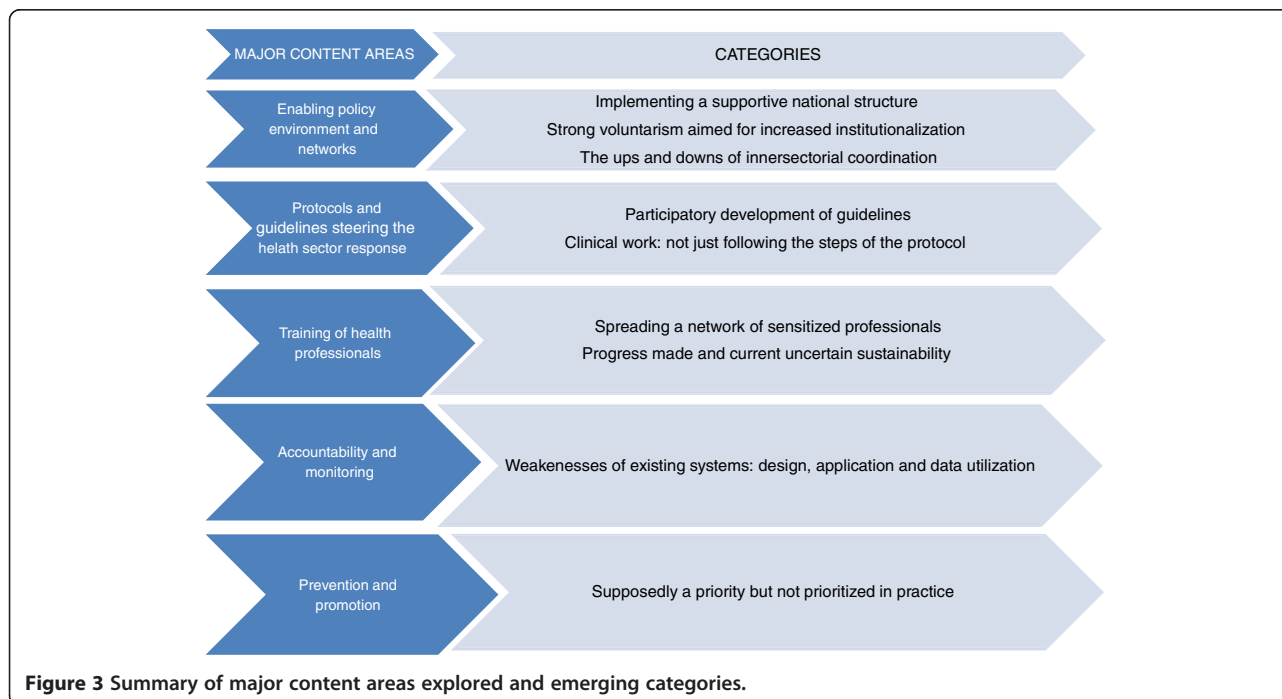 MAJOR CONTENT AREAS
CATEGORIES
Enabling policy
environment and
networks
Implementing a supportive national structure
Strong voluntarism aimed for increased institutionalization
The ups and downs of innersectorial coordination
Protocols and
guidelines steering the
helath sector response
Participatory development of guidelines
Clinical work: not just following the steps of the protocol
Training of health
professionals
Spreading a network of sensitized professionals
Progress made and current uncertain sustainability
Accountability and
monitoring
Weakenesses of existing systems: design, application and data utilization
Prevention and
promotion
Supposedly a priority but not prioritized in practice
Figure 3 Summary of major content areas explored and emerging categories.